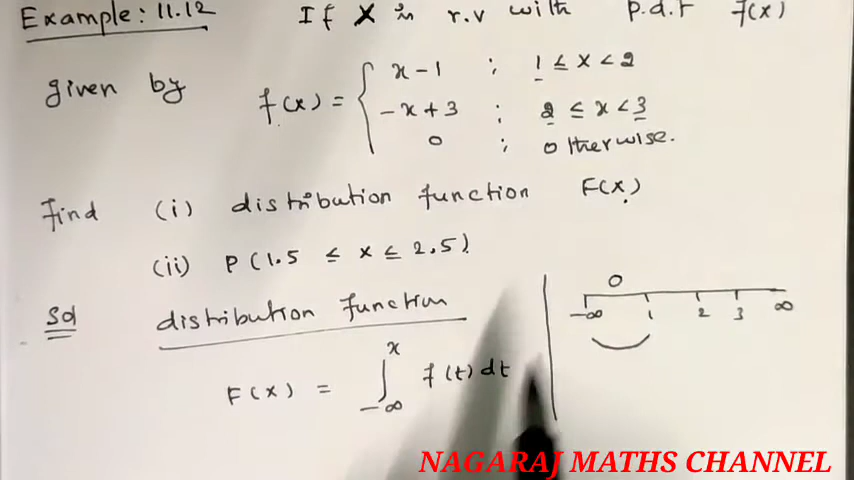 Example: 11.12 If X is r.v with p.d.f f(x)
given by f(x) = { x-1 ; 1 ≤ x < 2
-x+3 ; 2 ≤ x < 3
0 ; otherwise.
Find (i) distribution function F(x).
(ii) P(1.5 ≤ x ≤ 2.5).
Sol distribution function
0
-∞ 1 2 3 ∞
F(x) = ∫_{-∞}^{x} f(t) dt
NAGARAJ MATHS CHANNEL